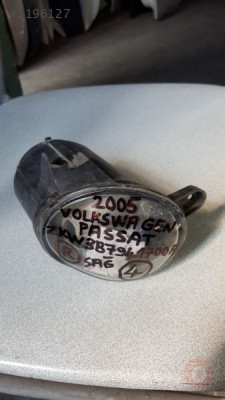 196127
2005
VOLKSWAGEN
PASSAT
R
SAĞ
4